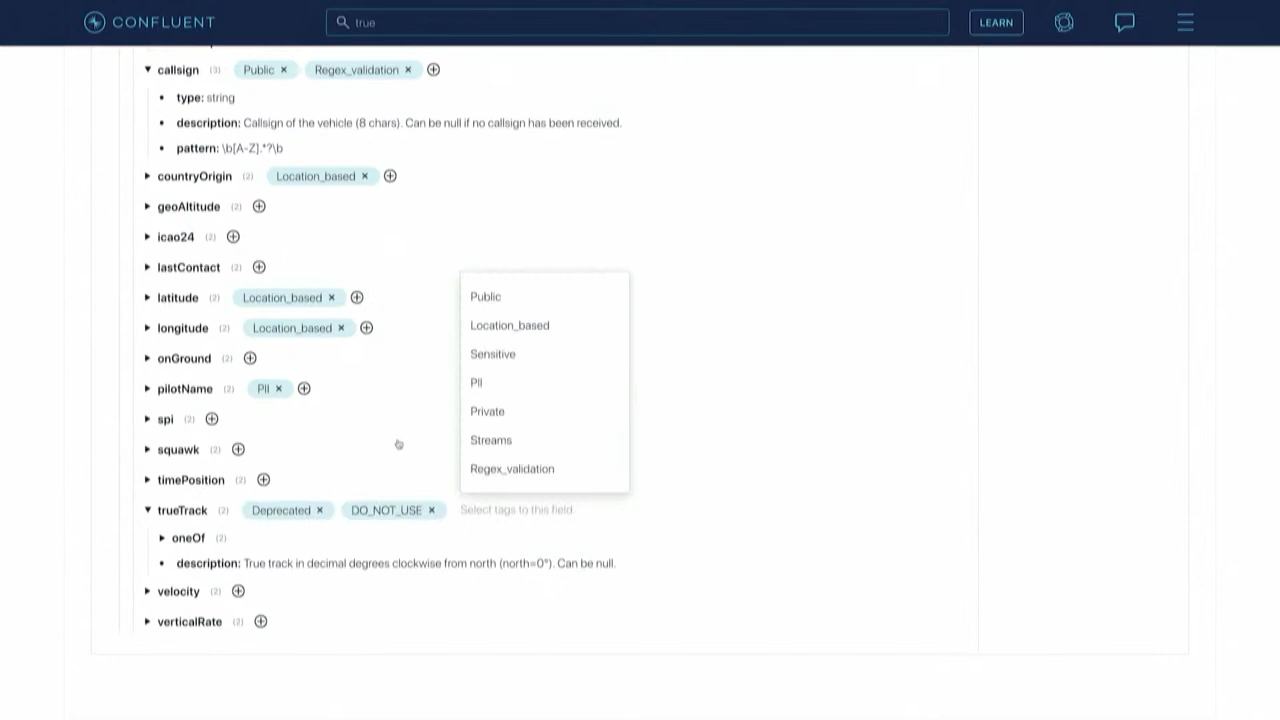 CONFLUENT
true
LEARN
callsign (3) Public × Regex_validation ×
type: string
description: Callsign of the vehicle (8 chars). Can be null if no callsign has been received.
pattern: \b[A-Z].*?\b
countryOrigin (2) Location_based ×
geoAltitude (2)
icao24 (2)
lastContact (2)
latitude (2) Location_based ×
longitude (2) Location_based ×
onGround (2)
pilotName (2) PII ×
spi (2)
squawk (2)
timePosition (2)
trueTrack (2) Deprecated × DO_NOT_USE × Select tags to this field
Public
Location_based
Sensitive
PII
Private
Streams
Regex_validation
oneOf (2)
description: True track in decimal degrees clockwise from north (north=0°). Can be null.
velocity (2)
verticalRate (2)